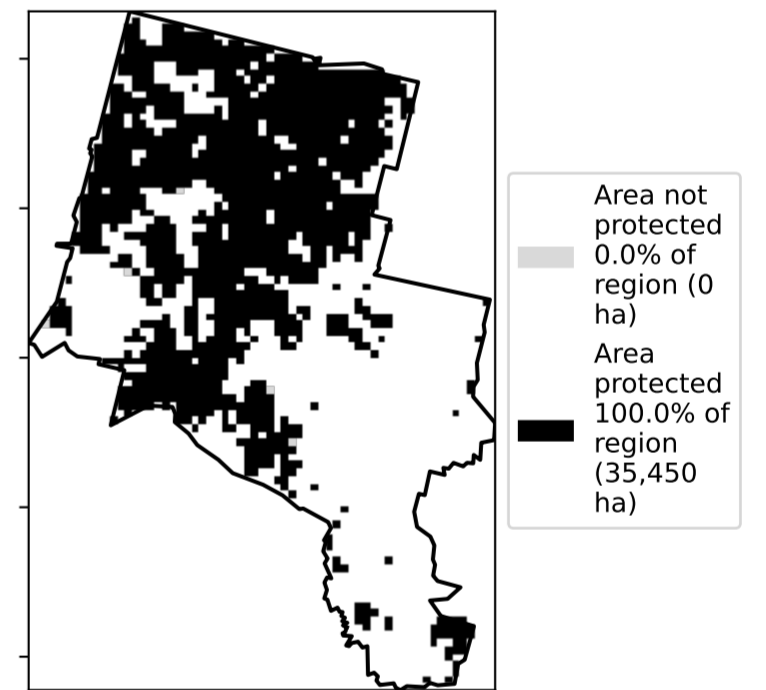 Area not
protected
0.0% of
region (0
ha)
Area
protected
100.0% of
region
(35,450
ha)